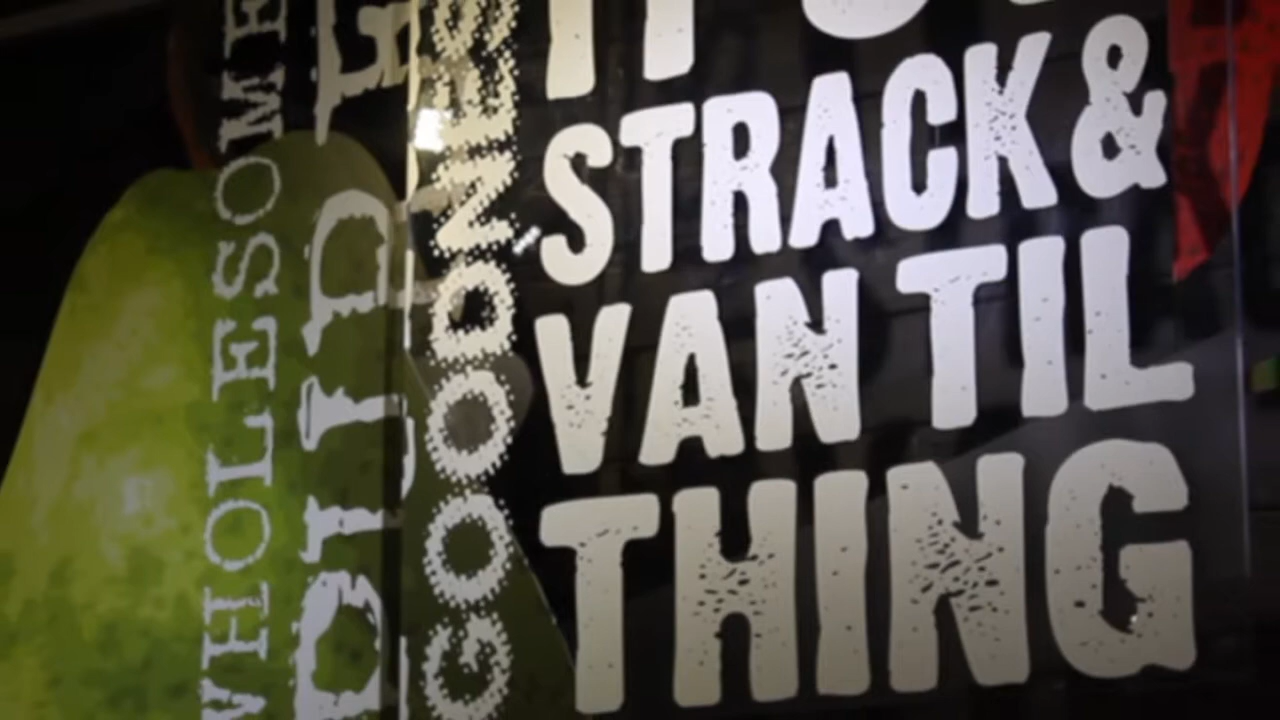 STRACK &
VAN TIL
THING
WHOLESOME
GOODNESS